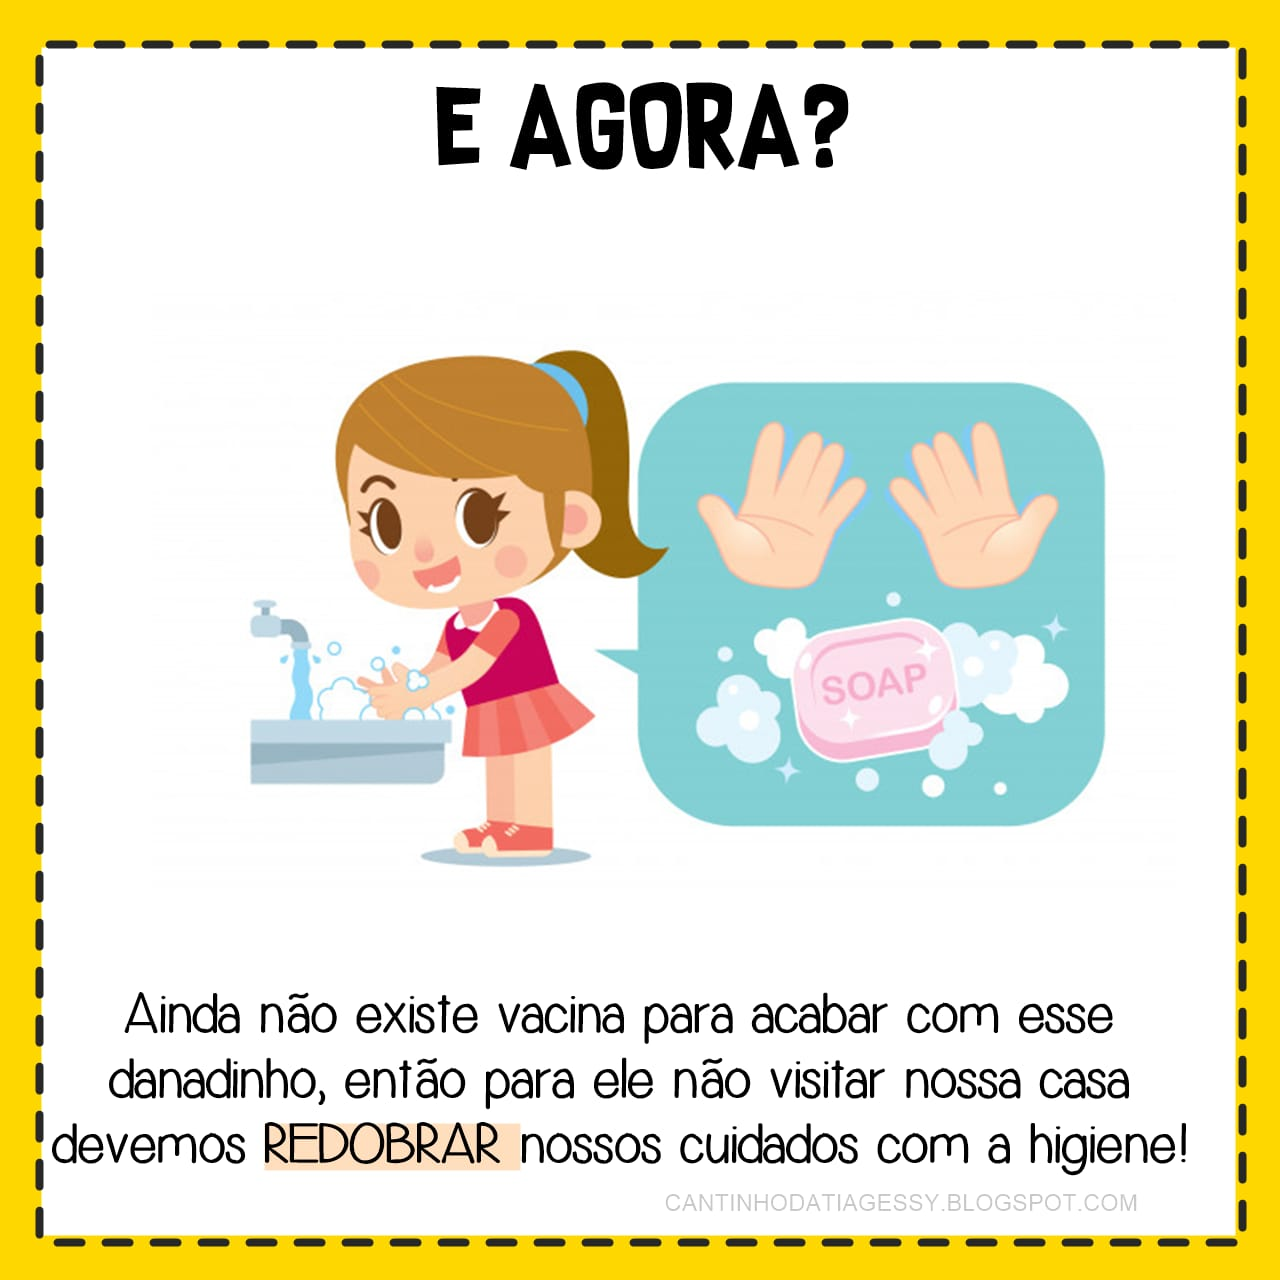 E AGORA?
SOAP
Ainda não existe vacina para acabar com esse
danadinho, então para ele não visitar nossa casa
devemos REDOBRAR nossos cuidados com a higiene!
CANTINHODATIAGESSY.BLOGSPOT.COM